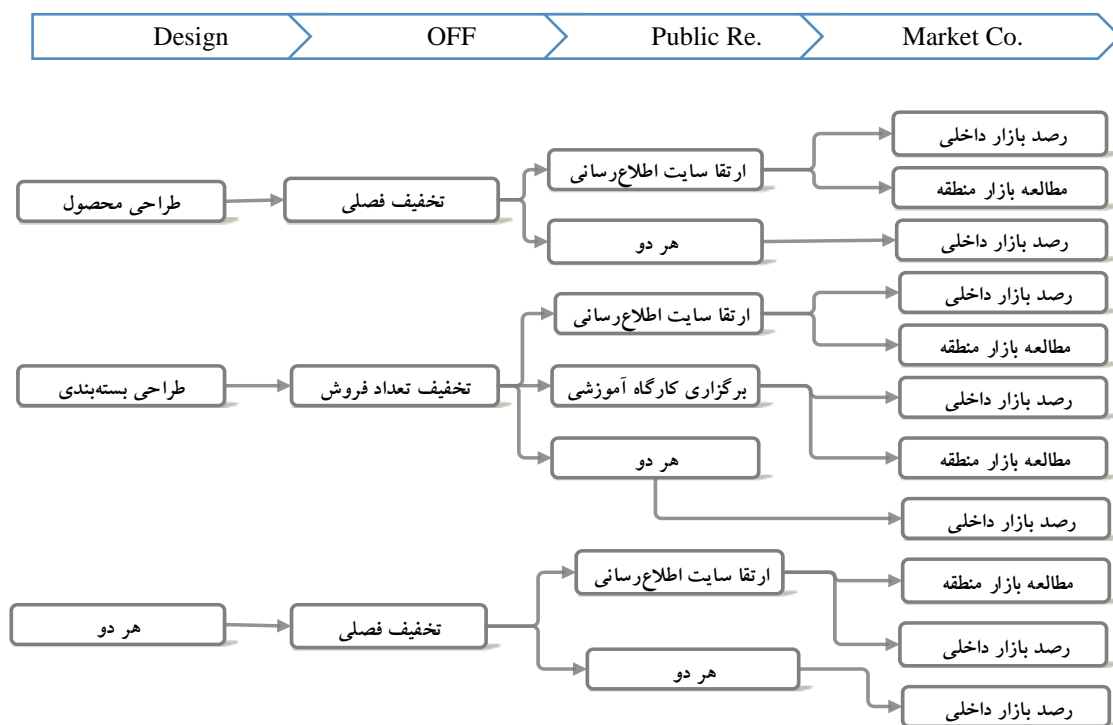 Design
OFF
Public Re.
Market Co.
طراحی محصول
تخفیف فصلی
ارتقا سایت اطلاع‌رسانی
رصد بازار داخلی
مطالعه بازار منطقه
هر دو
رصد بازار داخلی
طراحی بسته‌بندی
تخفیف تعداد فروش
ارتقا سایت اطلاع‌رسانی
رصد بازار داخلی
مطالعه بازار منطقه
برگزاری کارگاه آموزشی
رصد بازار داخلی
مطالعه بازار منطقه
هر دو
رصد بازار داخلی
هر دو
تخفیف فصلی
ارتقا سایت اطلاع‌رسانی
مطالعه بازار منطقه
رصد بازار داخلی
هر دو
رصد بازار داخلی